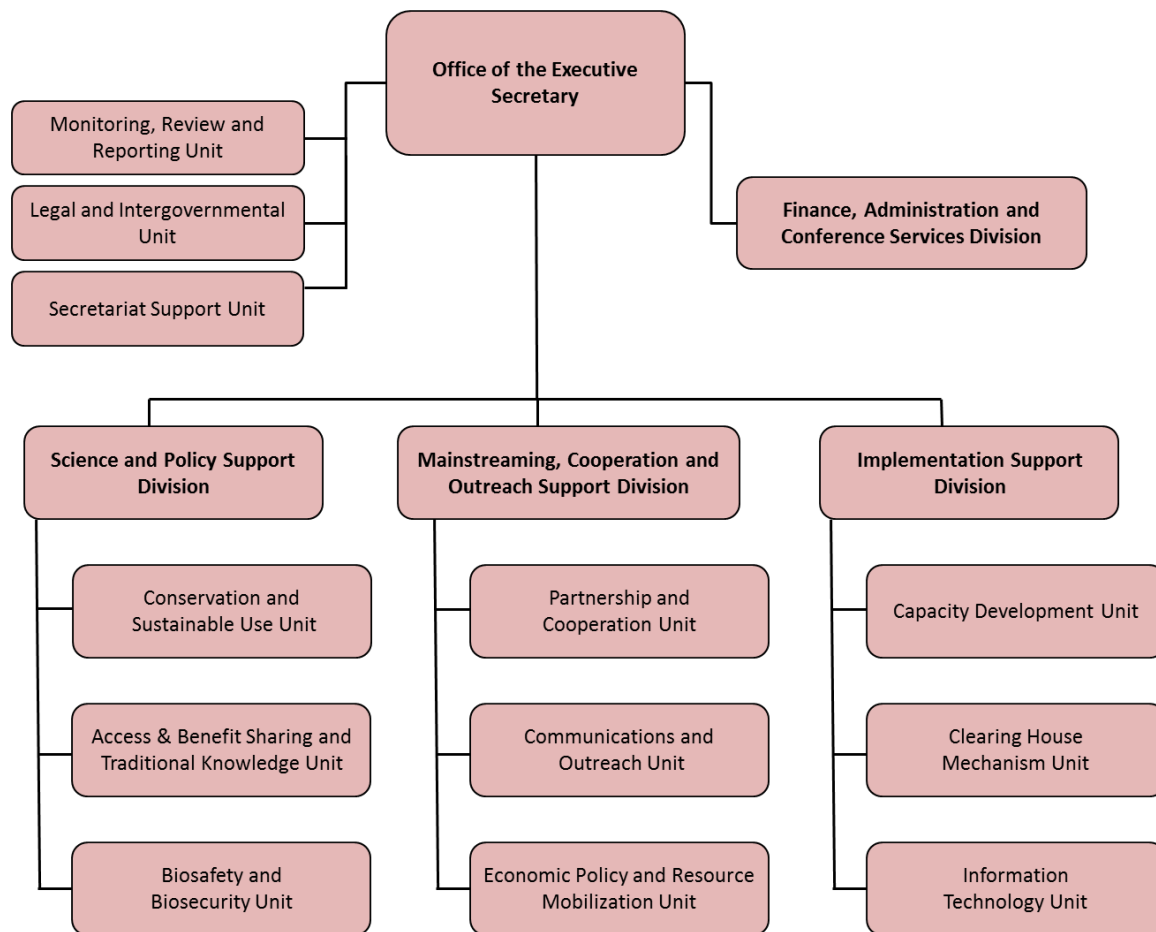 Office of the Executive
Secretary
Monitoring, Review and
Reporting Unit
Legal and Intergovernmental
Unit
Secretariat Support Unit
Finance, Administration and
Conference Services Division
Science and Policy Support
Division
Mainstreaming, Cooperation and
Outreach Support Division
Implementation Support
Division
Conservation and
Sustainable Use Unit
Partnership and
Cooperation Unit
Capacity Development Unit
Access & Benefit Sharing and
Traditional Knowledge Unit
Communications and
Outreach Unit
Clearing House
Mechanism Unit
Biosafety and
Biosecurity Unit
Economic Policy and Resource
Mobilization Unit
Information
Technology Unit